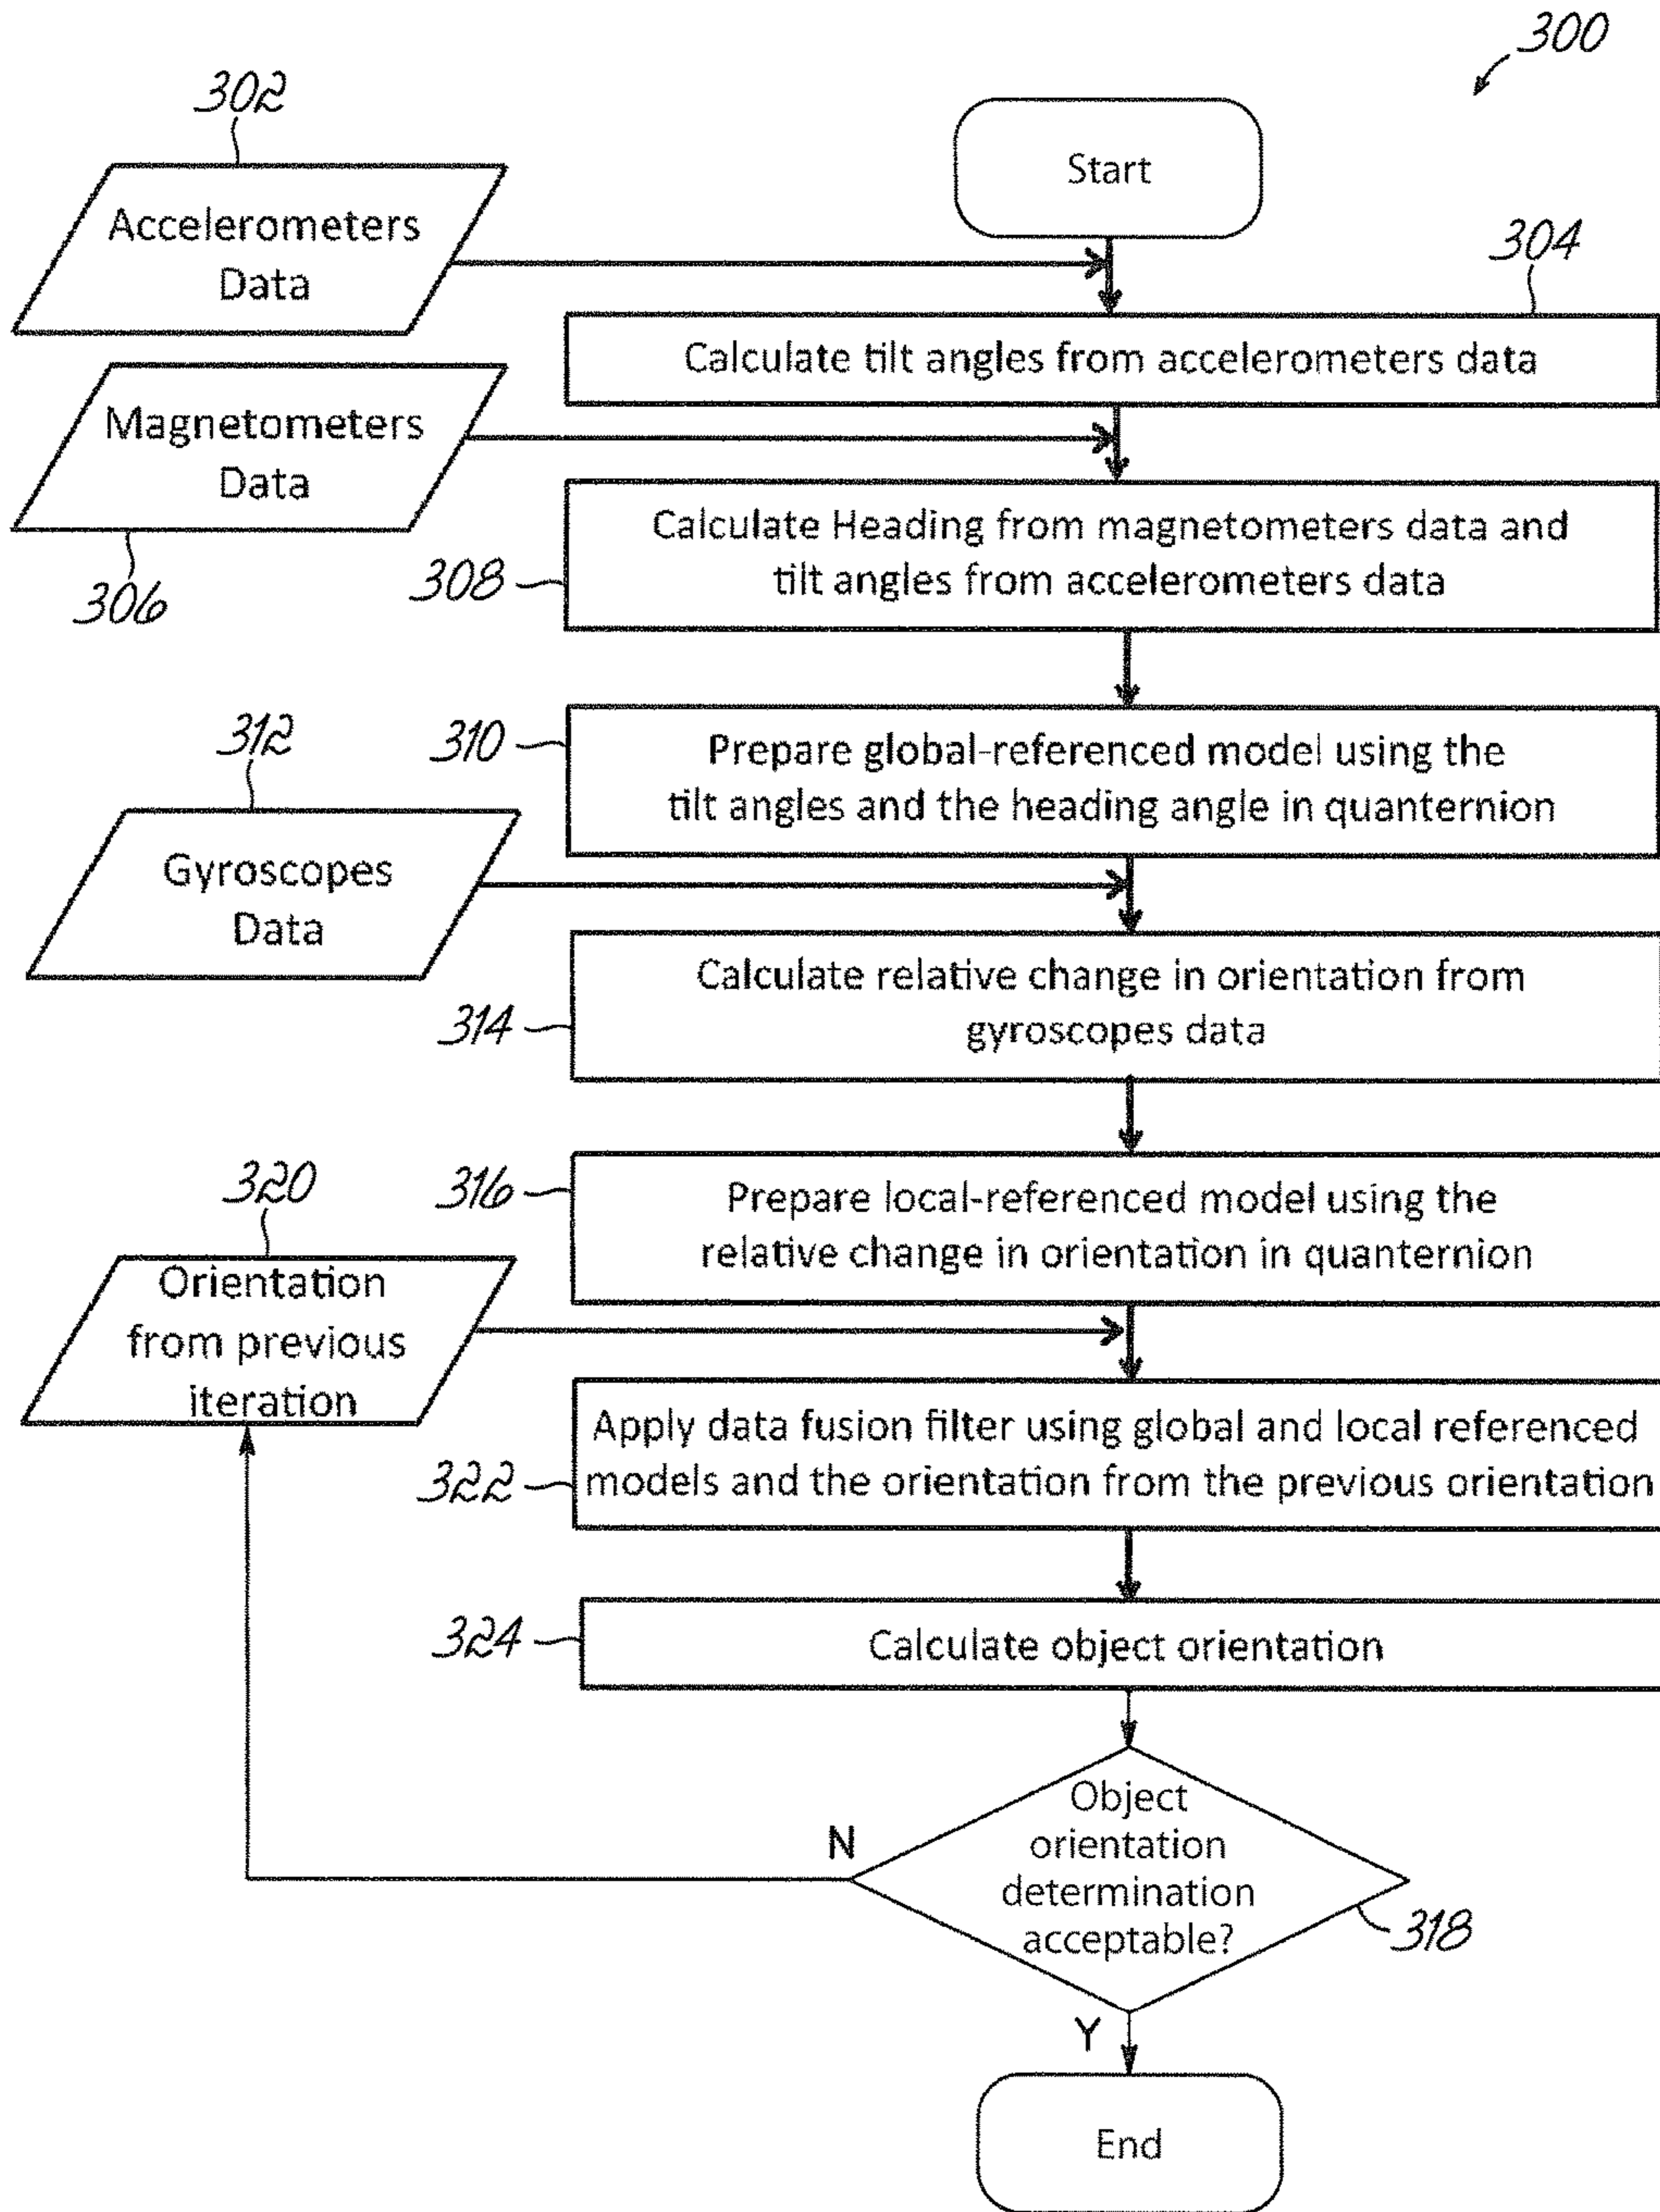 300
302
Start
Accelerometers
Data
304
Calculate tilt angles from accelerometers data
Magnetometers
Data
306
308
Calculate Heading from magnetometers data and
tilt angles from accelerometers data
310
Prepare global-referenced model using the
tilt angles and the heading angle in quanternion
312
Gyroscopes
Data
314
Calculate relative change in orientation from
gyroscopes data
316
Prepare local-referenced model using the
relative change in orientation in quanternion
320
Orientation
from previous
iteration
322
Apply data fusion filter using global and local referenced
models and the orientation from the previous orientation
324
Calculate object orientation
N
Object
orientation
determination
acceptable?
318
Y
End